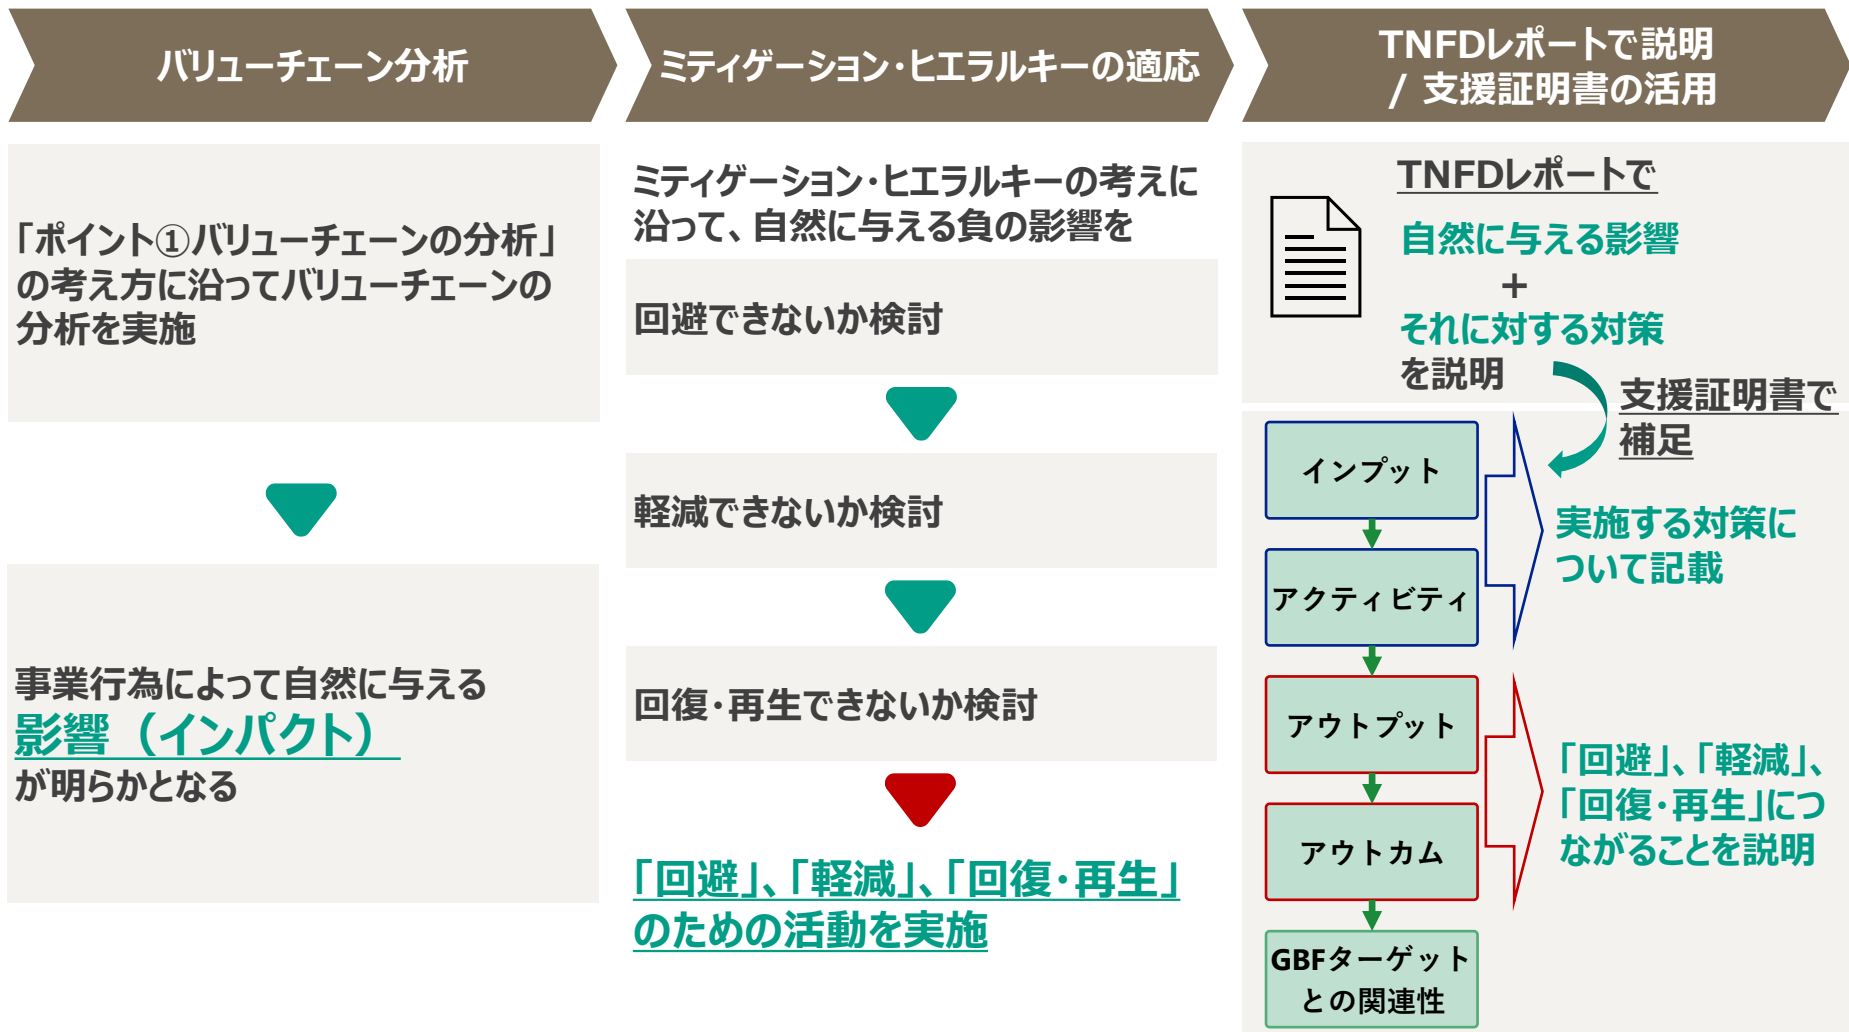 バリューチェーン分析
ミティゲーション・ヒエラルキーの適応
TNFDレポートで説明
/ 支援証明書の活用
「ポイント①バリューチェーンの分析」
の考え方に沿ってバリューチェーンの
分析を実施
事業行為によって自然に与える
影響（インパクト）
が明らかとなる
ミティゲーション・ヒエラルキーの考えに
沿って、自然に与える負の影響を
回避できないか検討
軽減できないか検討
回復・再生できないか検討
「回避」、「軽減」、「回復・再生」
のための活動を実施
TNFDレポートで
自然に与える影響
+
それに対する対策
を説明
支援証明書で
補足
インプット
アクティビティ
実施する対策に
ついて記載
アウトプット
アウトカム
「回避」、「軽減」、
「回復・再生」につ
ながることを説明
GBFターゲット
との関連性